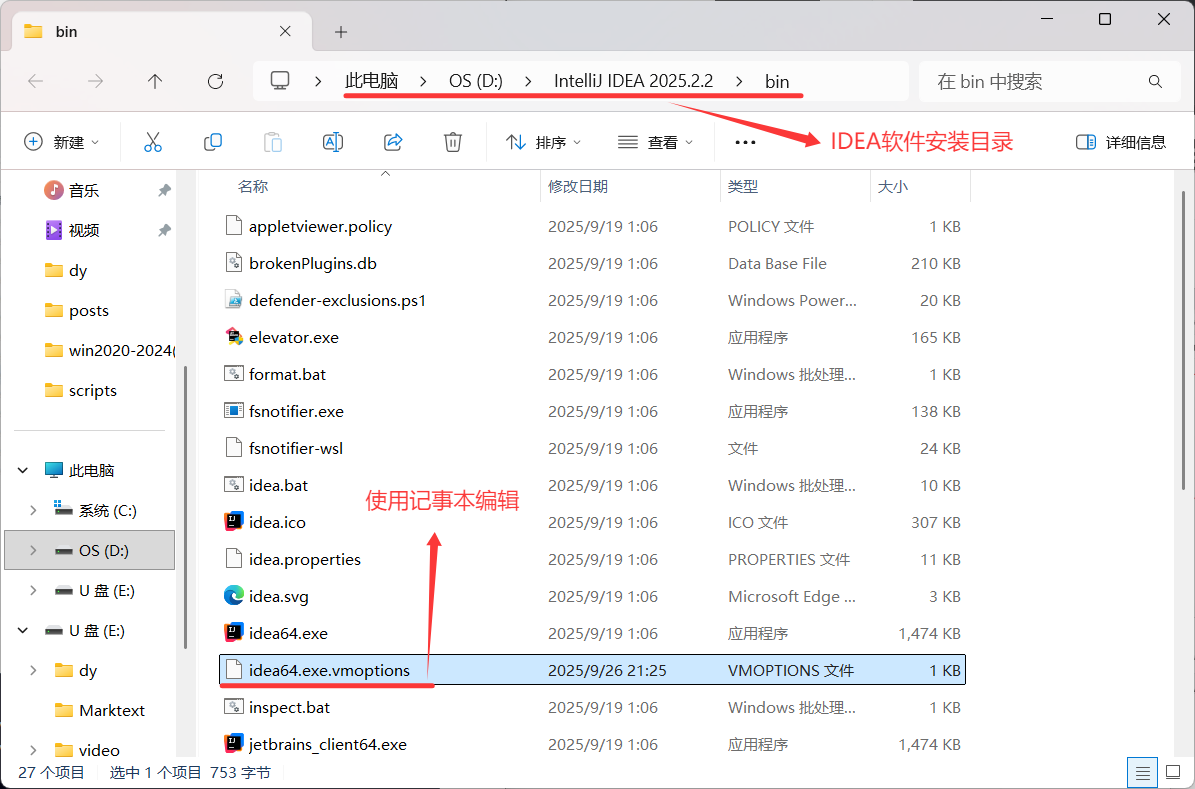 bin
此电脑 > OS (D:) > IntelliJ IDEA 2025.2.2 > bin
在 bin 中搜索
新建
排序
查看
IDEA软件安装目录
详细信息
音乐
视频
dy
posts
win2020-2024(
scripts
此电脑
系统 (C:)
OS (D:)
U 盘 (E:)
U 盘 (E:)
dy
Marktext
video
名称 修改日期 类型 大小
appletviewer.policy 2025/9/19 1:06 POLICY 文件 1 KB
brokenPlugins.db 2025/9/19 1:06 Data Base File 210 KB
defender-exclusions.ps1 2025/9/19 1:06 Windows Power... 20 KB
elevator.exe 2025/9/19 1:06 应用程序 165 KB
format.bat 2025/9/19 1:06 Windows 批处理... 1 KB
fsnotifier.exe 2025/9/19 1:06 应用程序 138 KB
fsnotifier-wsl 2025/9/19 1:06 文件 24 KB
idea.bat 2025/9/19 1:06 Windows 批处理... 10 KB
使用记事本编辑
idea.ico 2025/9/19 1:06 ICO 文件 307 KB
idea.properties 2025/9/19 1:06 PROPERTIES 文件 11 KB
idea.svg 2025/9/19 1:06 Microsoft Edge ... 3 KB
idea64.exe 2025/9/19 1:06 应用程序 1,474 KB
idea64.exe.vmoptions 2025/9/26 21:25 VMOPTIONS 文件 1 KB
inspect.bat 2025/9/19 1:06 Windows 批处理... 1 KB
jetbrains_client64.exe 2025/9/19 1:06 应用程序 1,474 KB
27 个项目 选中 1 个项目 753 字节